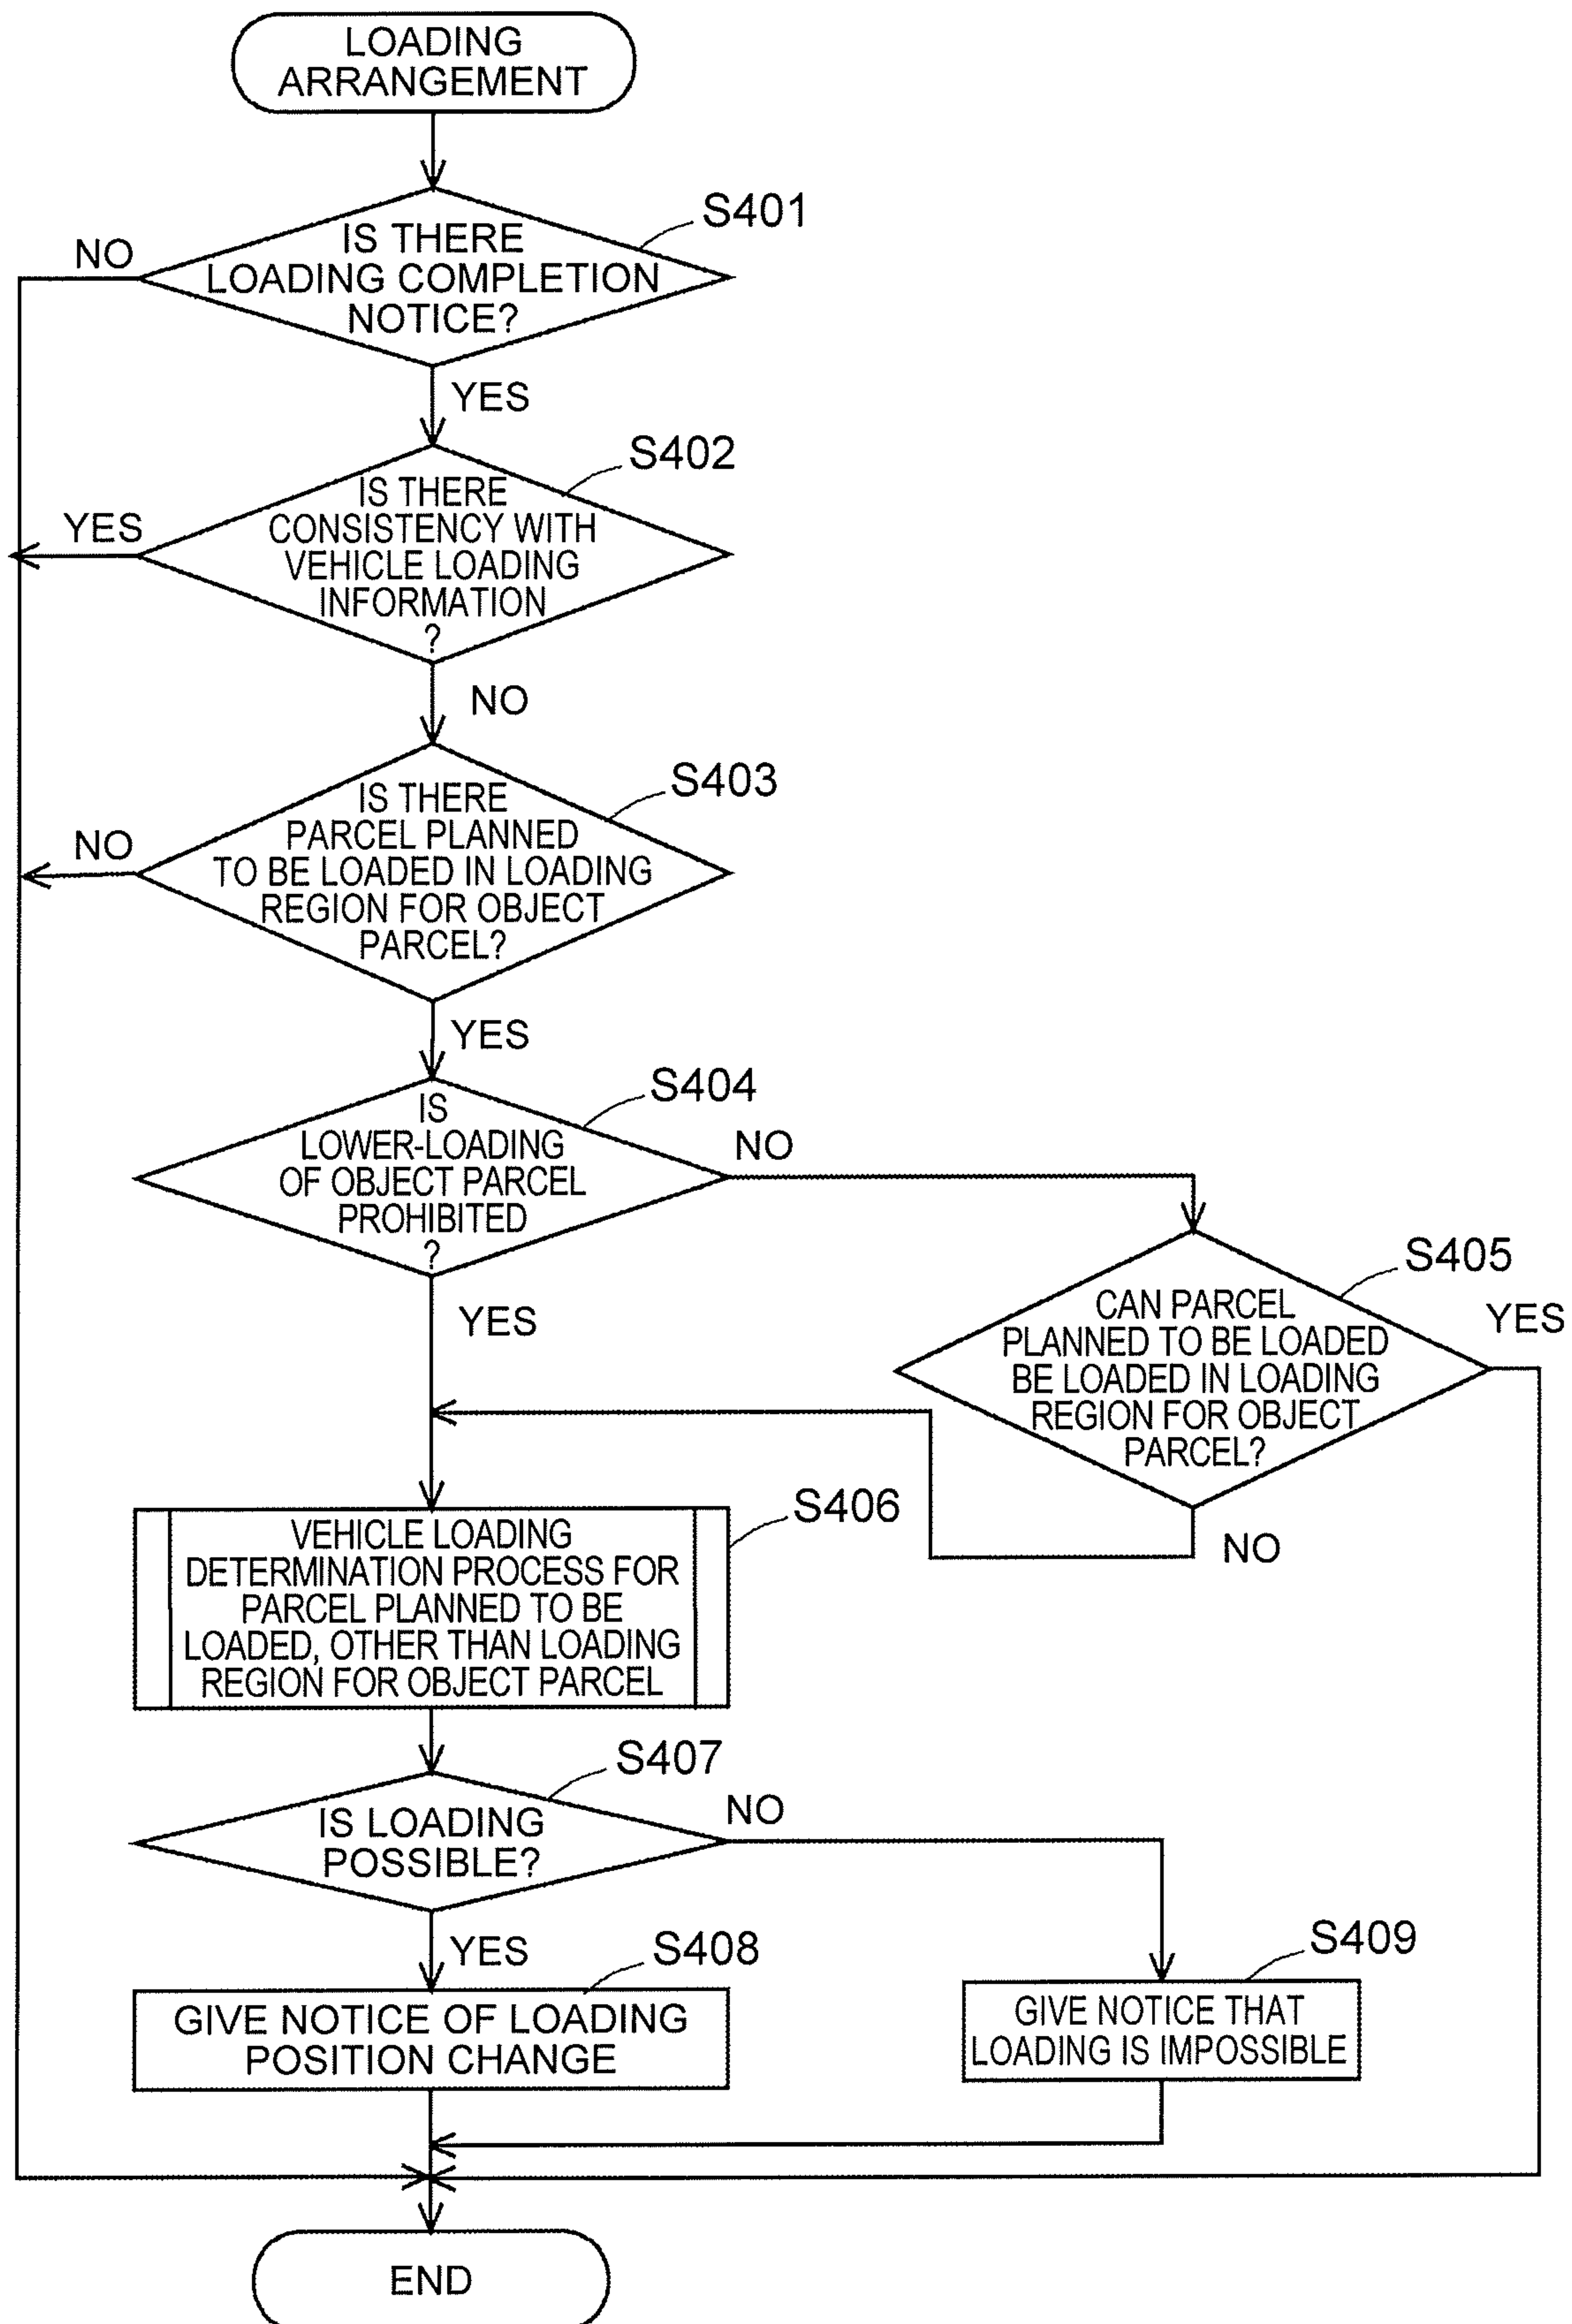 LOADING
ARRANGEMENT
S401
NO
IS THERE
LOADING COMPLETION
NOTICE?
YES
S402
YES
IS THERE
CONSISTENCY WITH
VEHICLE LOADING
INFORMATION
?
NO
S403
NO
IS THERE
PARCEL PLANNED
TO BE LOADED IN LOADING
REGION FOR OBJECT
PARCEL?
YES
S404
IS
LOWER-LOADING
OF OBJECT PARCEL
PROHIBITED
?
NO
YES
S405
CAN PARCEL
PLANNED TO BE LOADED
BE LOADED IN LOADING
REGION FOR OBJECT
PARCEL?
YES
NO
S406
VEHICLE LOADING
DETERMINATION PROCESS FOR
PARCEL PLANNED TO BE
LOADED, OTHER THAN LOADING
REGION FOR OBJECT PARCEL
S407
IS LOADING
POSSIBLE?
NO
YES
S408
GIVE NOTICE OF LOADING
POSITION CHANGE
S409
GIVE NOTICE THAT
LOADING IS IMPOSSIBLE
END